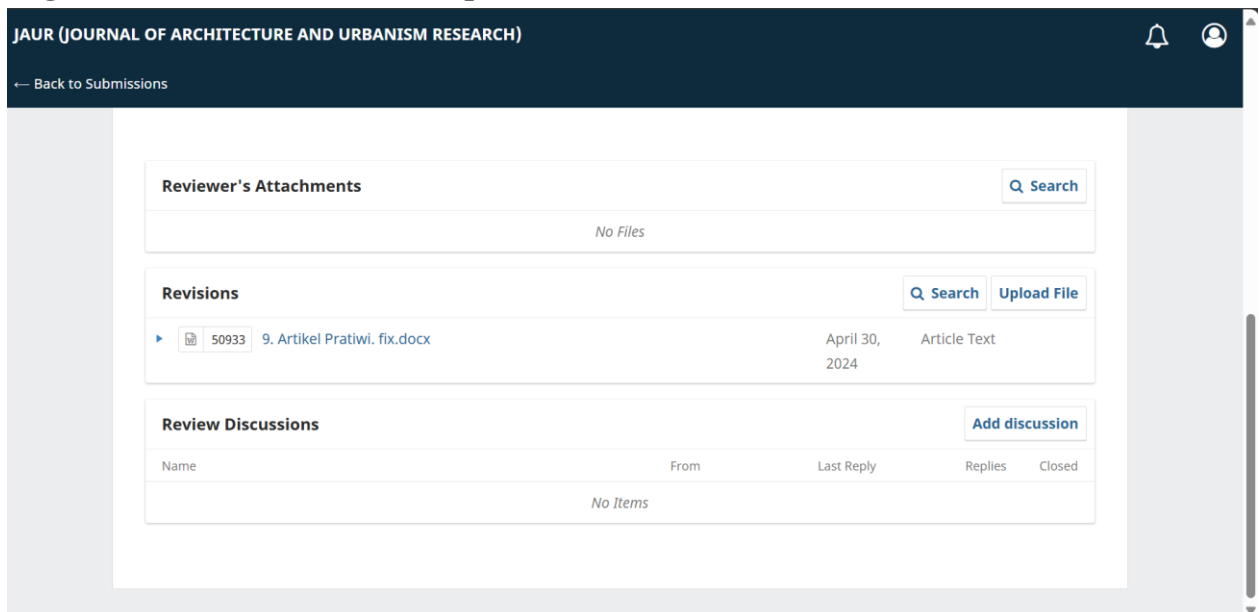 JAUR (JOURNAL OF ARCHITECTURE AND URBANISM RESEARCH)
← Back to Submissions
Reviewer's Attachments
Search
No Files
Revisions
Search
Upload File
50933 9. Artikel Pratiwi. fix.docx April 30, 2024 Article Text
Review Discussions
Add discussion
Name From Last Reply Replies Closed
No Items